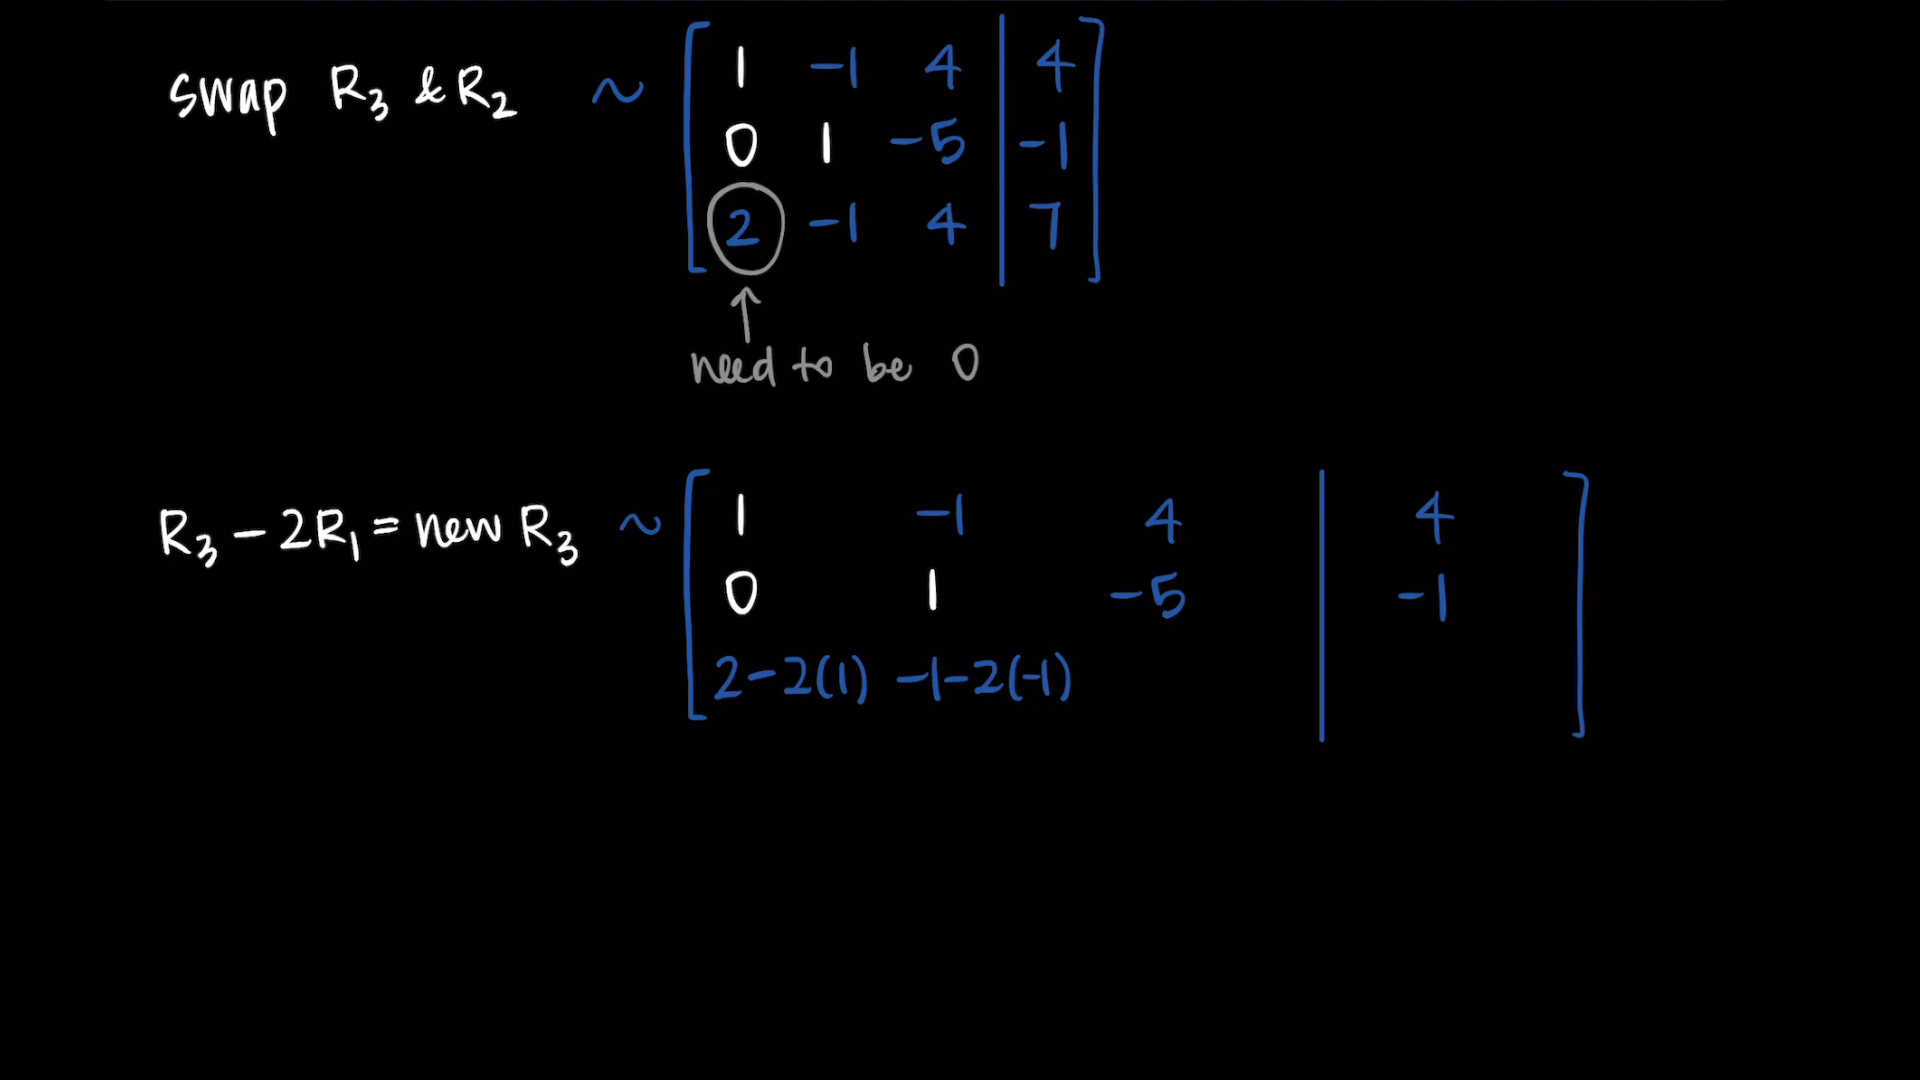 swap R₃ & R₂ ~ [ 1 -1 4 | 4 ]
[ 0 1 -5 | -1 ]
[ 2 -1 4 | 7 ]
need to be 0
R₃ - 2R₁ = new R₃ ~ [ 1 -1 4 | 4 ]
[ 0 1 -5 | -1 ]
[ 2-2(1) -1-2(-1) | ]